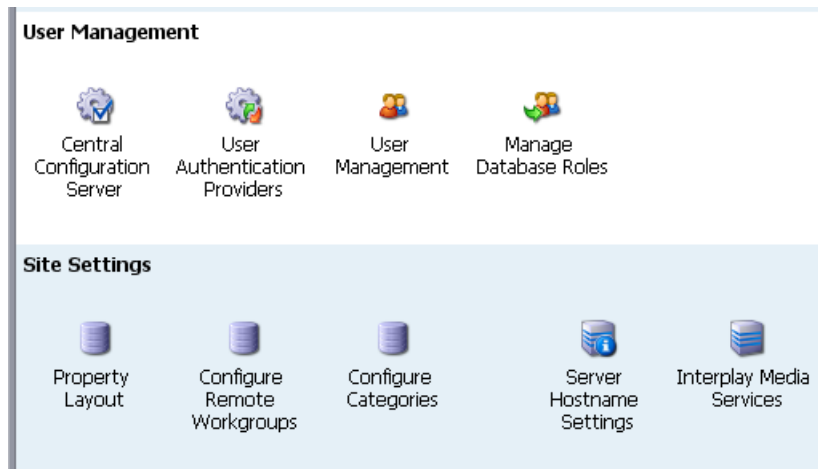 User Management
Central
Configuration
Server
User
Authentication
Providers
User
Management
Manage
Database Roles
Site Settings
Property
Layout
Configure
Remote
Workgroups
Configure
Categories
Server
Hostname
Settings
Interplay Media
Services